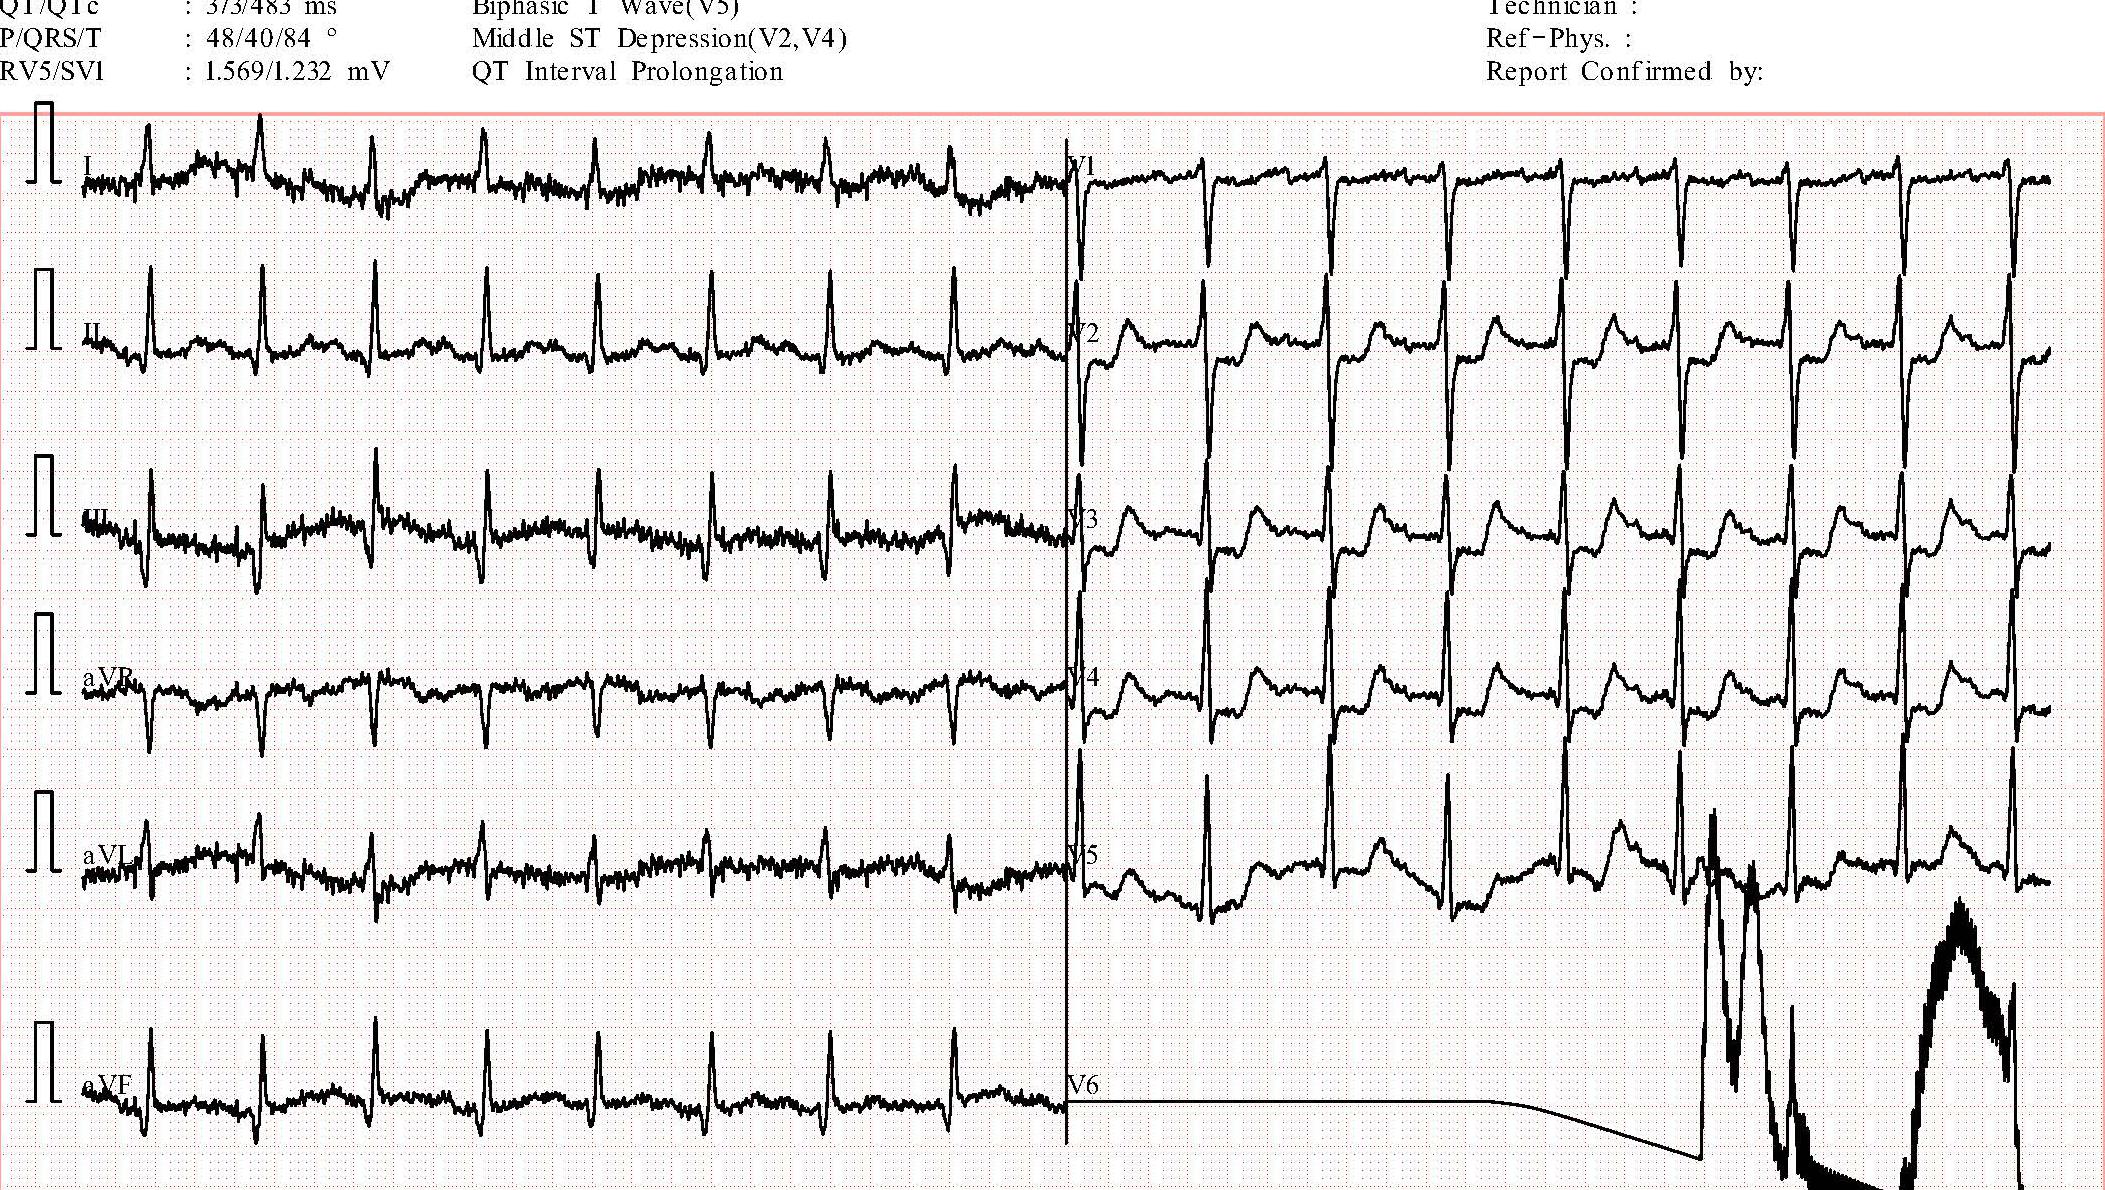 QT/QTc : 373/483 ms
P/QRS/T : 48/40/84 °
RV5/SV1 : 1.569/1.232 mV
Biphasic T Wave(V5)
Middle ST Depression(V2,V4)
QT Interval Prolongation
Technician :
Ref-Phys. :
Report Confirmed by:
I
II
III
aVR
aVL
aVF
V1
V2
V3
V4
V5
V6